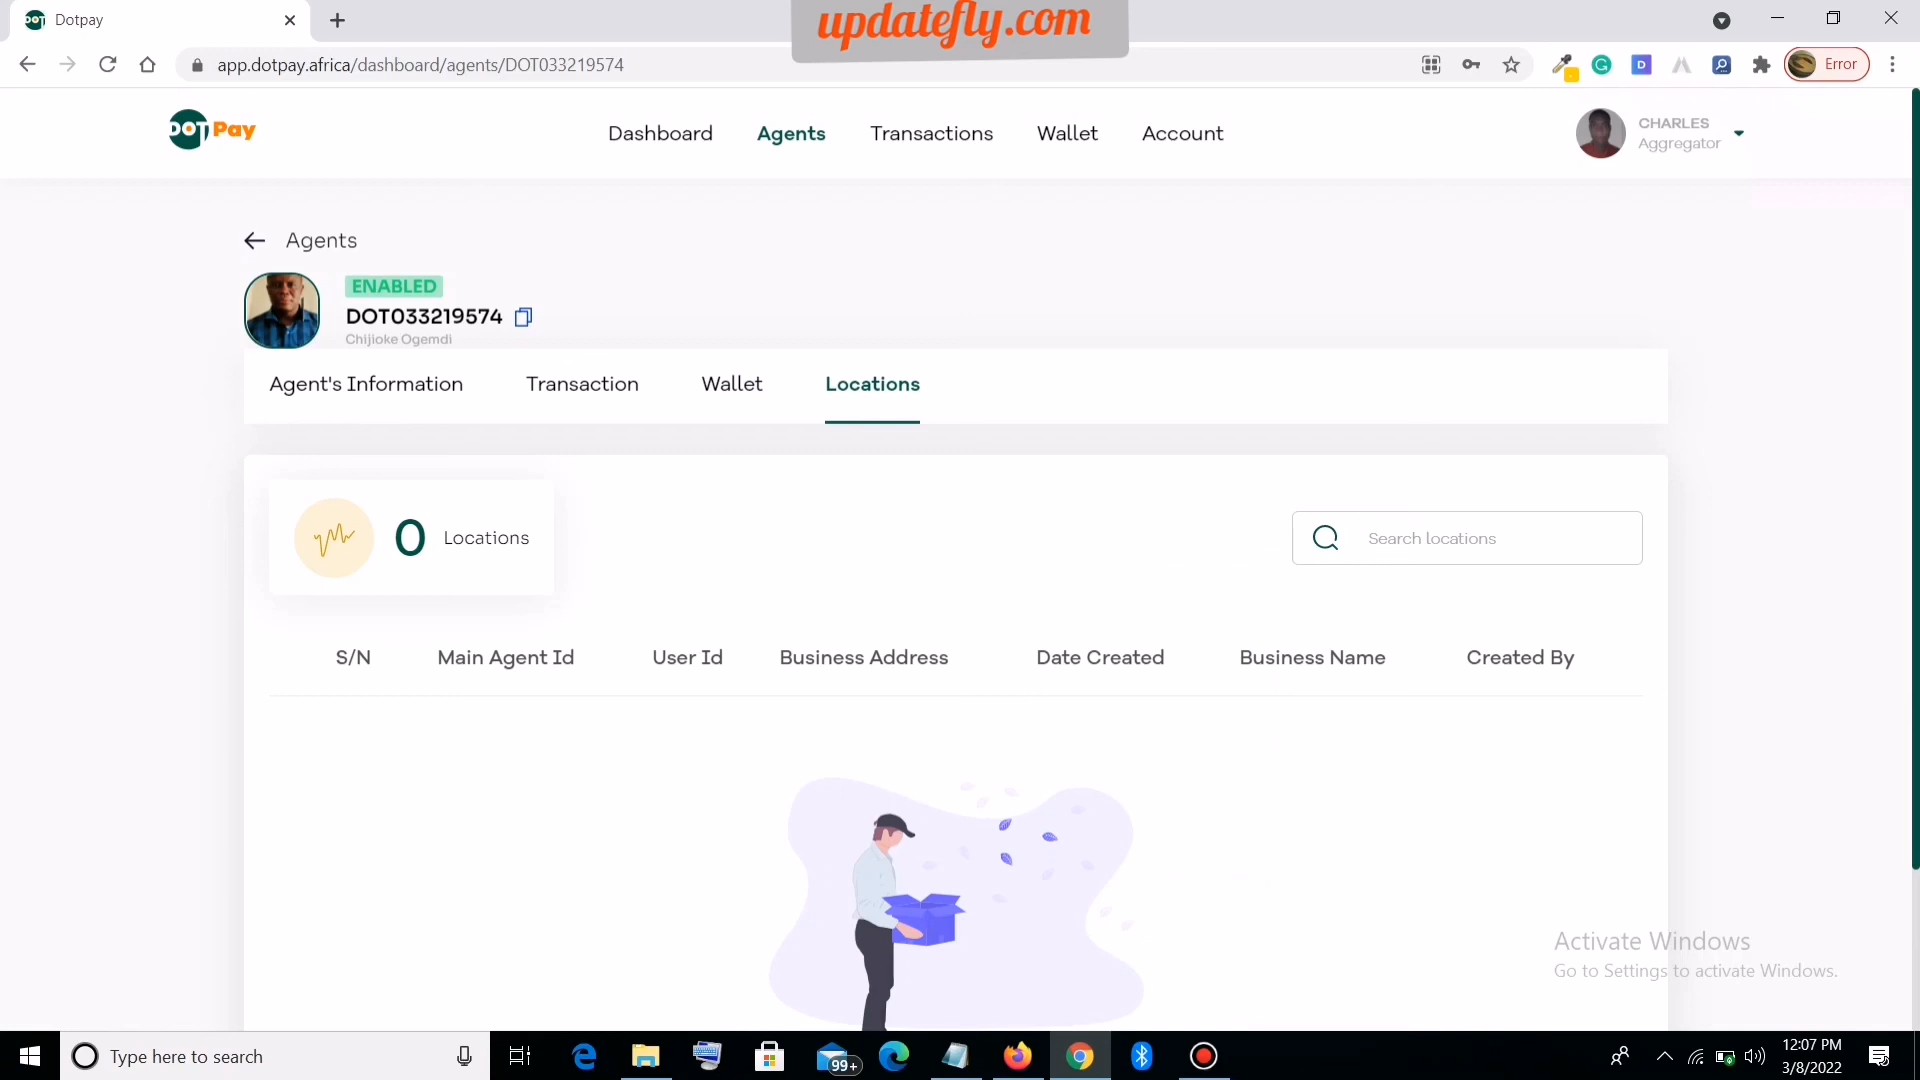 Dotpay
updatefly.com
app.dotpay.africa/dashboard/agents/DOT033219574
Error
DOT Pay
Dashboard
Agents
Transactions
Wallet
Account
CHARLES
Aggregator
Agents
ENABLED
DOT033219574
Chijioke Ogemdi
Agent's Information
Transaction
Wallet
Locations
0 Locations
Search locations
S/N
Main Agent Id
User Id
Business Address
Date Created
Business Name
Created By
Activate Windows
Go to Settings to activate Windows.
Type here to search
99+
12:07 PM
3/8/2022